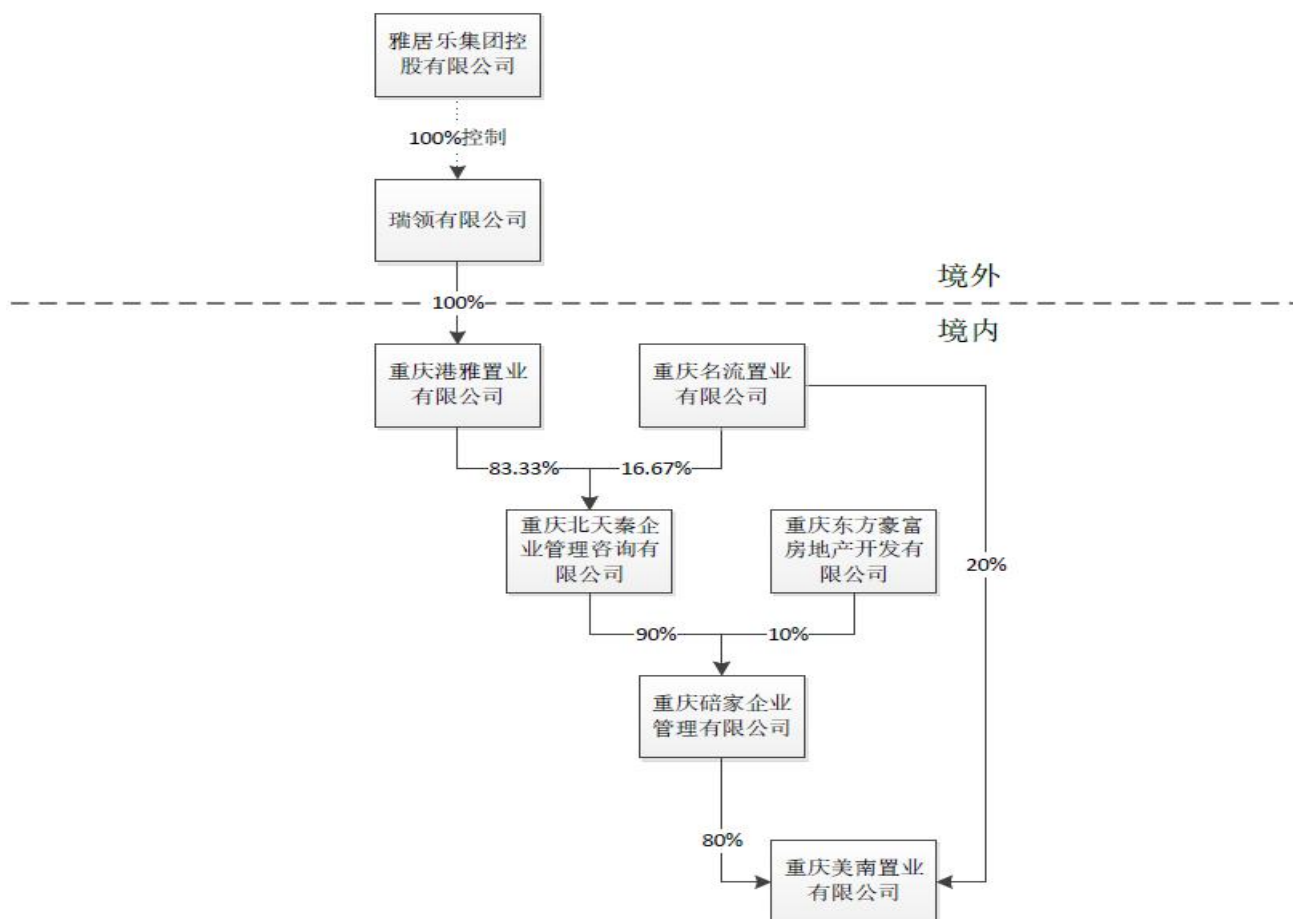 雅居乐集团控
股有限公司
100%控制
瑞领有限公司
境外
100%
境内
重庆港雅置业
有限公司
重庆名流置业
有限公司
83.33%
16.67%
重庆北天秦企
业管理咨询有
限公司
重庆东方豪富
房地产开发有
限公司
20%
90%
10%
重庆碚家企业
管理有限公司
80%
重庆美南置业
有限公司